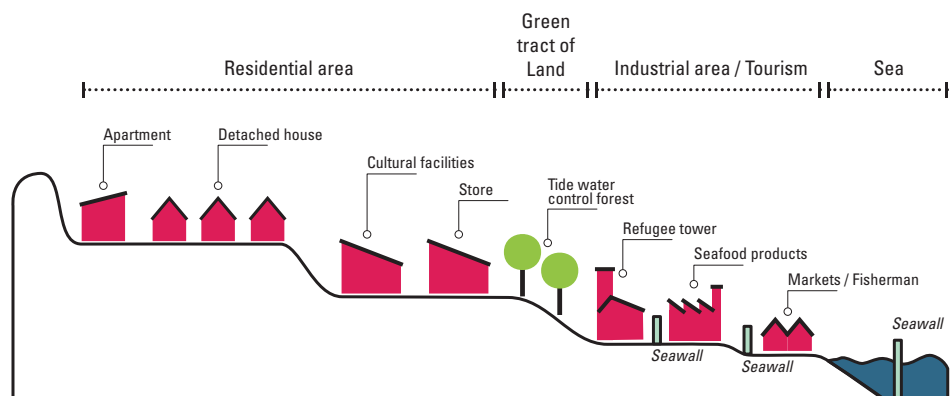 Green
tract of
Land
Residential area
Industrial area / Tourism
Sea
Apartment
Detached house
Cultural facilities
Store
Tide water
control forest
Refugee tower
Seafood products
Markets / Fisherman
Seawall
Seawall
Seawall